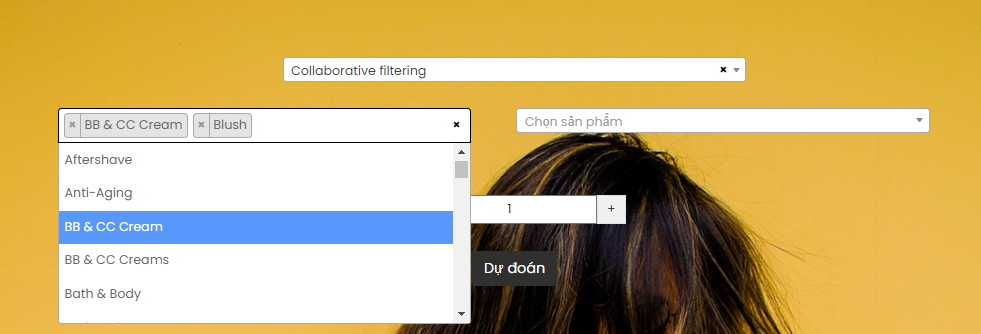 Collaborative filtering × 
× BB & CC Cream × Blush ×
Chọn sản phẩm
Aftershave
Anti-Aging
BB & CC Cream
1 +
BB & CC Creams
Dự đoán
Bath & Body